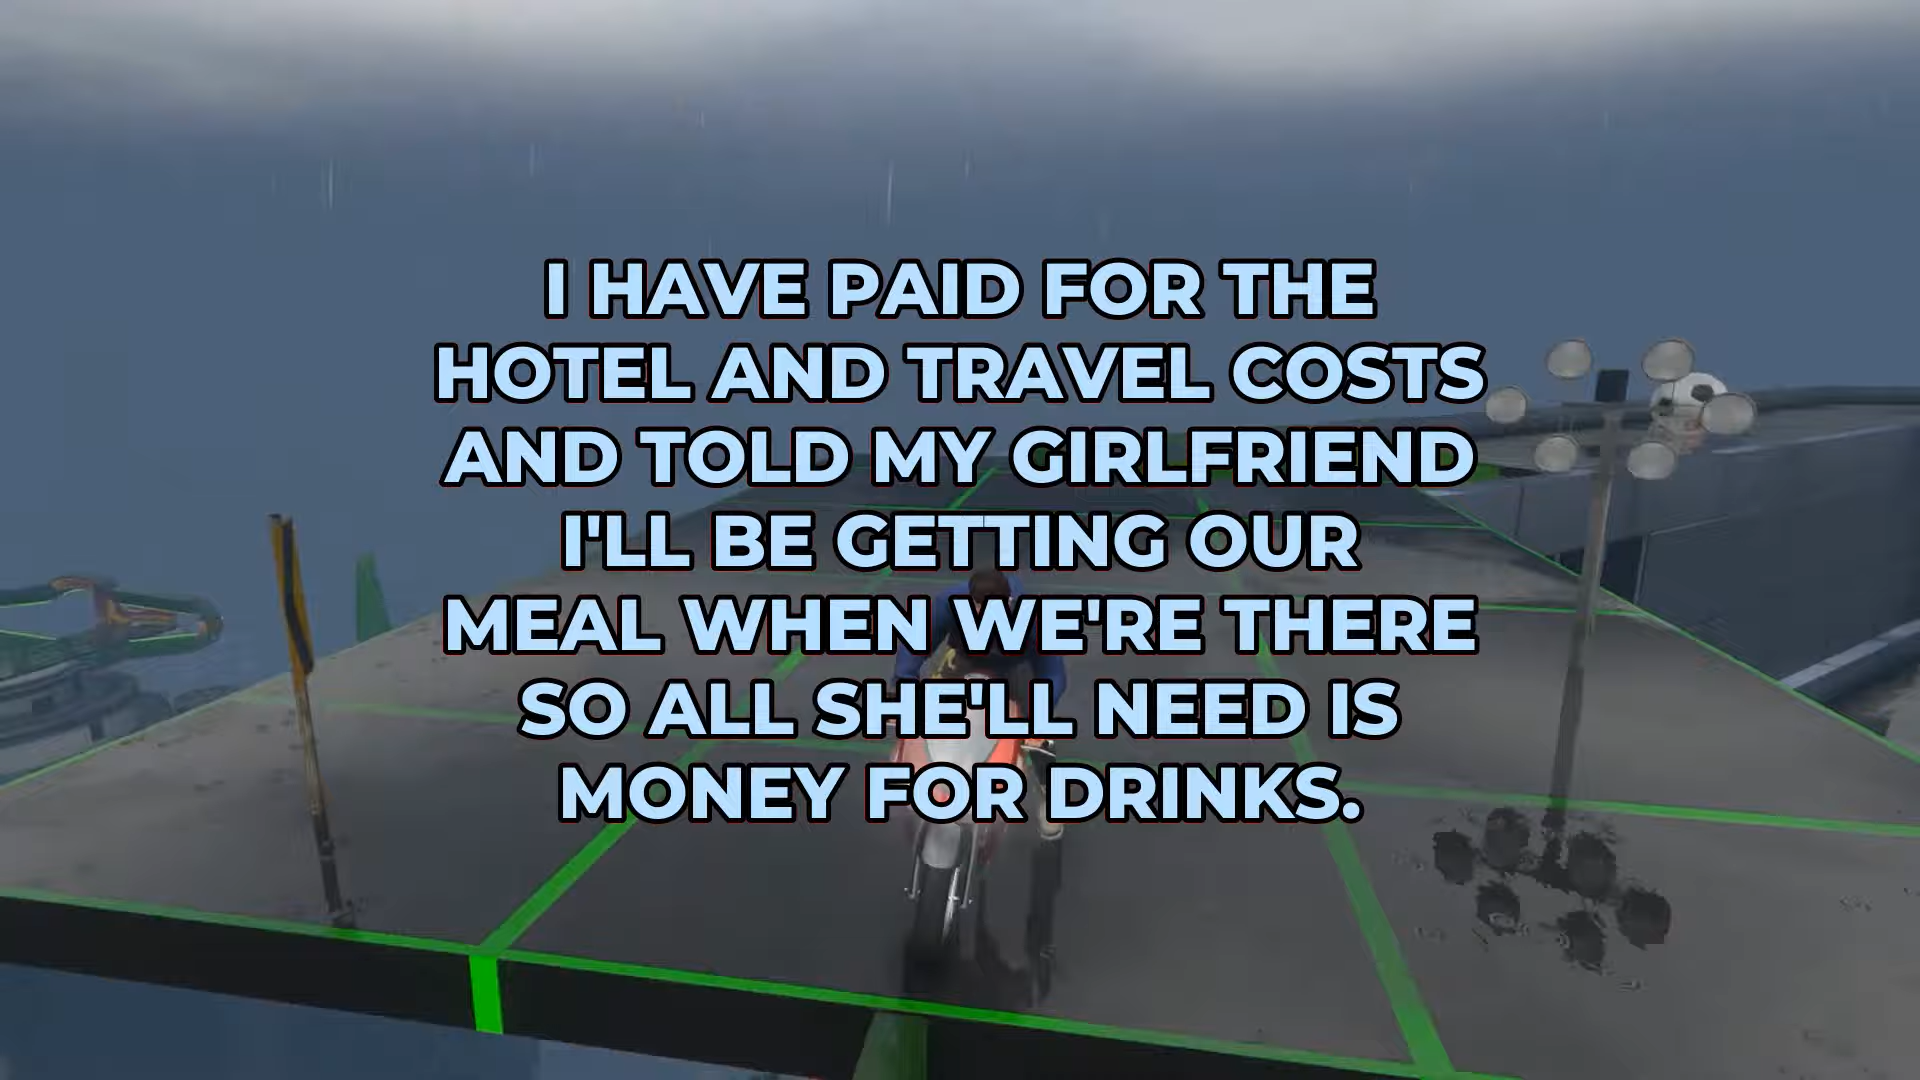 I HAVE PAID FOR THE
HOTEL AND TRAVEL COSTS
AND TOLD MY GIRLFRIEND
I'LL BE GETTING OUR
MEAL WHEN WE'RE THERE
SO ALL SHE'LL NEED IS
MONEY FOR DRINKS.